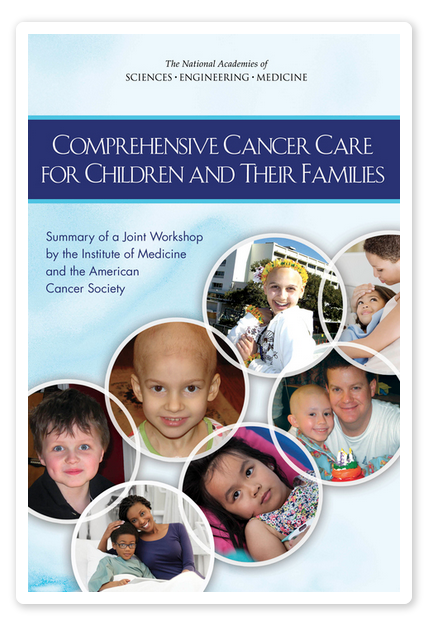 The National Academies of
SCIENCES • ENGINEERING • MEDICINE
COMPREHENSIVE CANCER CARE
FOR CHILDREN AND THEIR FAMILIES
Summary of a Joint Workshop
by the Institute of Medicine
and the American
Cancer Society